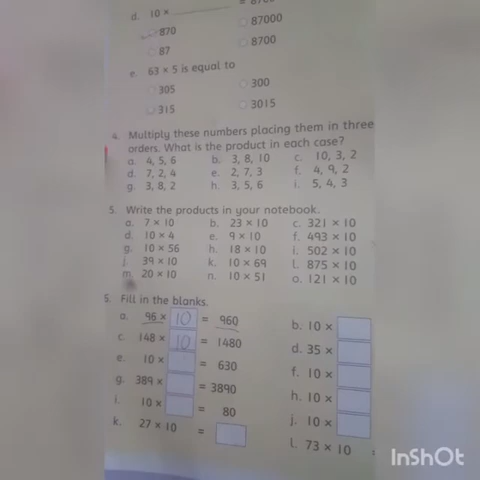 d. 10 × ________ =
870 87000
87 8700
e. 63 × 5 is equal to
305 300
315 3015
4. Multiply these numbers placing them in three
orders. What is the product in each case?
a. 4, 5, 6 b. 3, 8, 10 c. 10, 3, 2
d. 7, 2, 4 e. 2, 7, 3 f. 4, 9, 2
g. 3, 8, 2 h. 3, 5, 6 i. 5, 4, 3
5. Write the products in your notebook.
a. 7 × 10 b. 23 × 10 c. 321 × 10
d. 10 × 4 e. 9 × 10 f. 493 × 10
g. 10 × 56 h. 18 × 10 i. 502 × 10
j. 39 × 10 k. 10 × 69 l. 875 × 10
m. 20 × 10 n. 10 × 51 o. 121 × 10
6. Fill in the blanks.
a. 96 × 10 = 960 b. 10 ×
c. 148 × 10 = 1480 d. 35 ×
e. 10 × = 630 f. 10 ×
g. 389 × = 3890 h. 10 ×
i. 10 × = 80 j. 10 ×
k. 27 × 10 = l. 73 × 10 =
InShOt